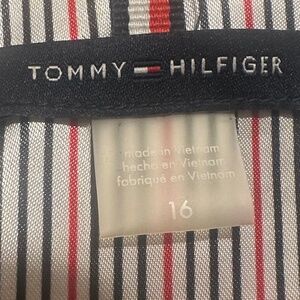 TOMMY HILFIGER
made in Vietnam
hecho en Vietnam
fabriqué en Vietnam
16